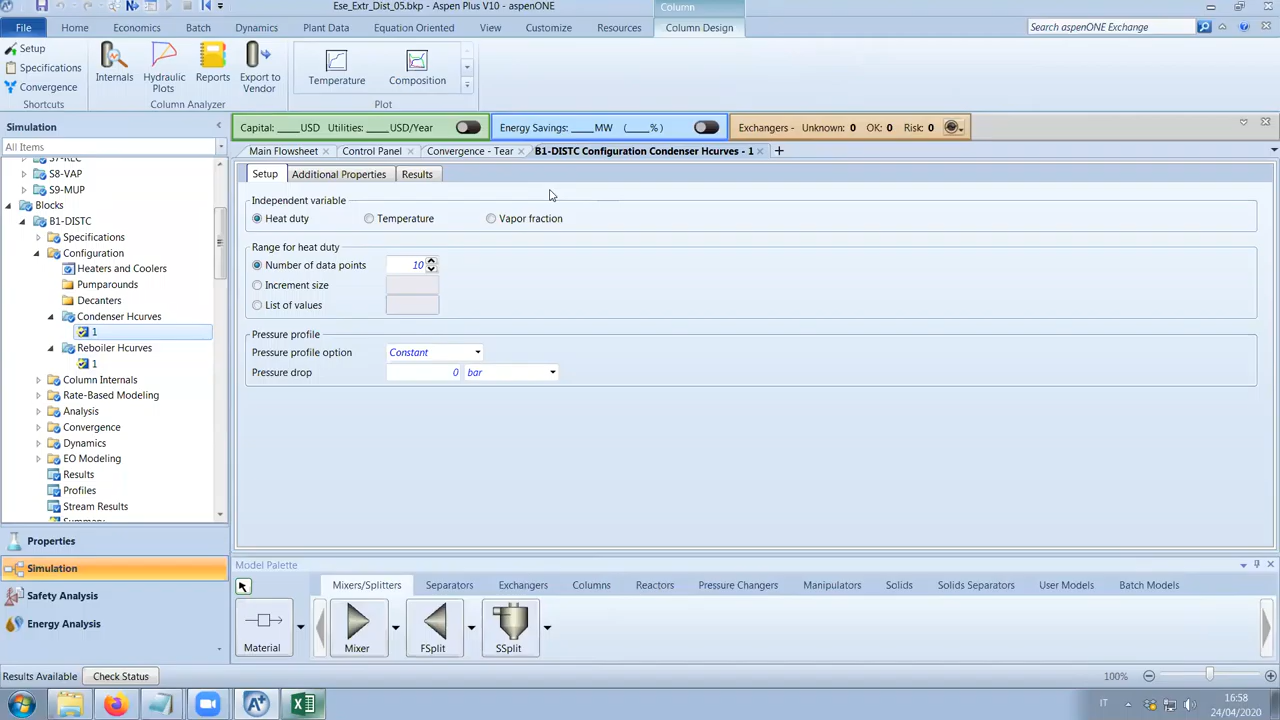 Ese_Extr_Dist_05.bkp - Aspen Plus V10 - aspenONE
Column
File Home Economics Batch Dynamics Plant Data Equation Oriented View Customize Resources Column Design
Search aspenONE Exchange
Setup
Specifications
Convergence
Shortcuts
Internals
Hydraulic Plots
Reports
Export to Vendor
Column Analyzer
Temperature
Composition
Plot
Simulation
All Items
Capital: ____USD Utilities: ____USD/Year
Energy Savings: ____MW (____%)
Exchangers - Unknown: 0 OK: 0 Risk: 0
Main Flowsheet Control Panel Convergence - Tear B1-DISTC Configuration Condenser Hcurves - 1
S7-REC
S8-VAP
S9-MUP
Blocks
B1-DISTC
Specifications
Configuration
Heaters and Coolers
Pumparounds
Decanters
Condenser Hcurves
1
Reboiler Hcurves
1
Column Internals
Rate-Based Modeling
Analysis
Convergence
Dynamics
EO Modeling
Results
Profiles
Stream Results
Summary
Properties
Simulation
Safety Analysis
Energy Analysis
Setup Additional Properties Results
Independent variable
Heat duty Temperature Vapor fraction
Range for heat duty
Number of data points 10
Increment size
List of values
Pressure profile
Pressure profile option Constant
Pressure drop 0 bar
Model Palette
Mixers/Splitters Separators Exchangers Columns Reactors Pressure Changers Manipulators Solids Solids Separators User Models Batch Models
Material
Mixer
FSplit
SSplit
Results Available Check Status
100%
IT
16:58
24/04/2020